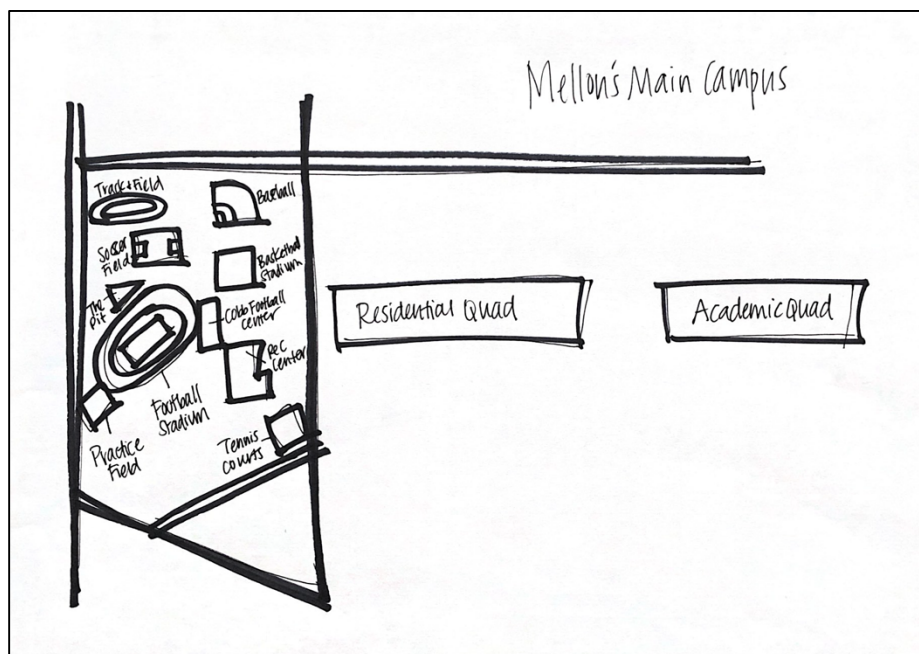 Mellon's Main Campus
Track+Field
Baseball
Soccer
Field
Basketball
Stadium
The
Pit
Cobb Football
center
Residential Quad
Academic Quad
Rec
Center
Football
Stadium
Practice
Field
Tennis
courts